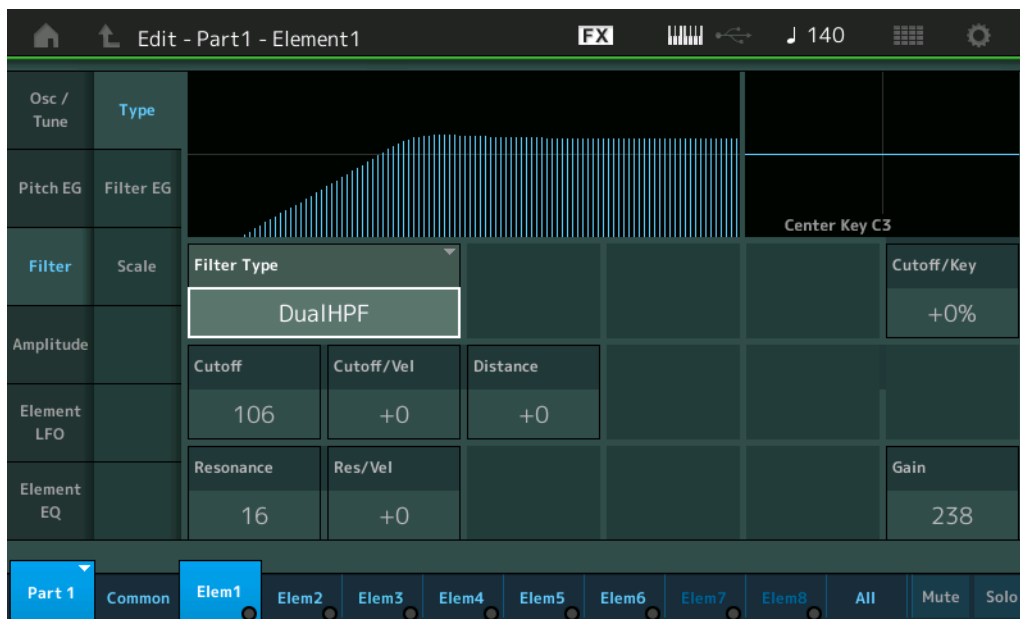 Edit - Part1 - Element1
FX
♩ 140
Osc /
Tune
Type
Pitch EG
Filter EG
Center Key C3
Filter
Scale
Filter Type
Cutoff/Key
DualHPF
+0%
Amplitude
Cutoff
Cutoff/Vel
Distance
106
+0
+0
Element
LFO
Resonance
Res/Vel
Gain
Element
EQ
16
+0
238
Part 1
Common
Elem1
Elem2
Elem3
Elem4
Elem5
Elem6
Elem7
Elem8
All
Mute
Solo